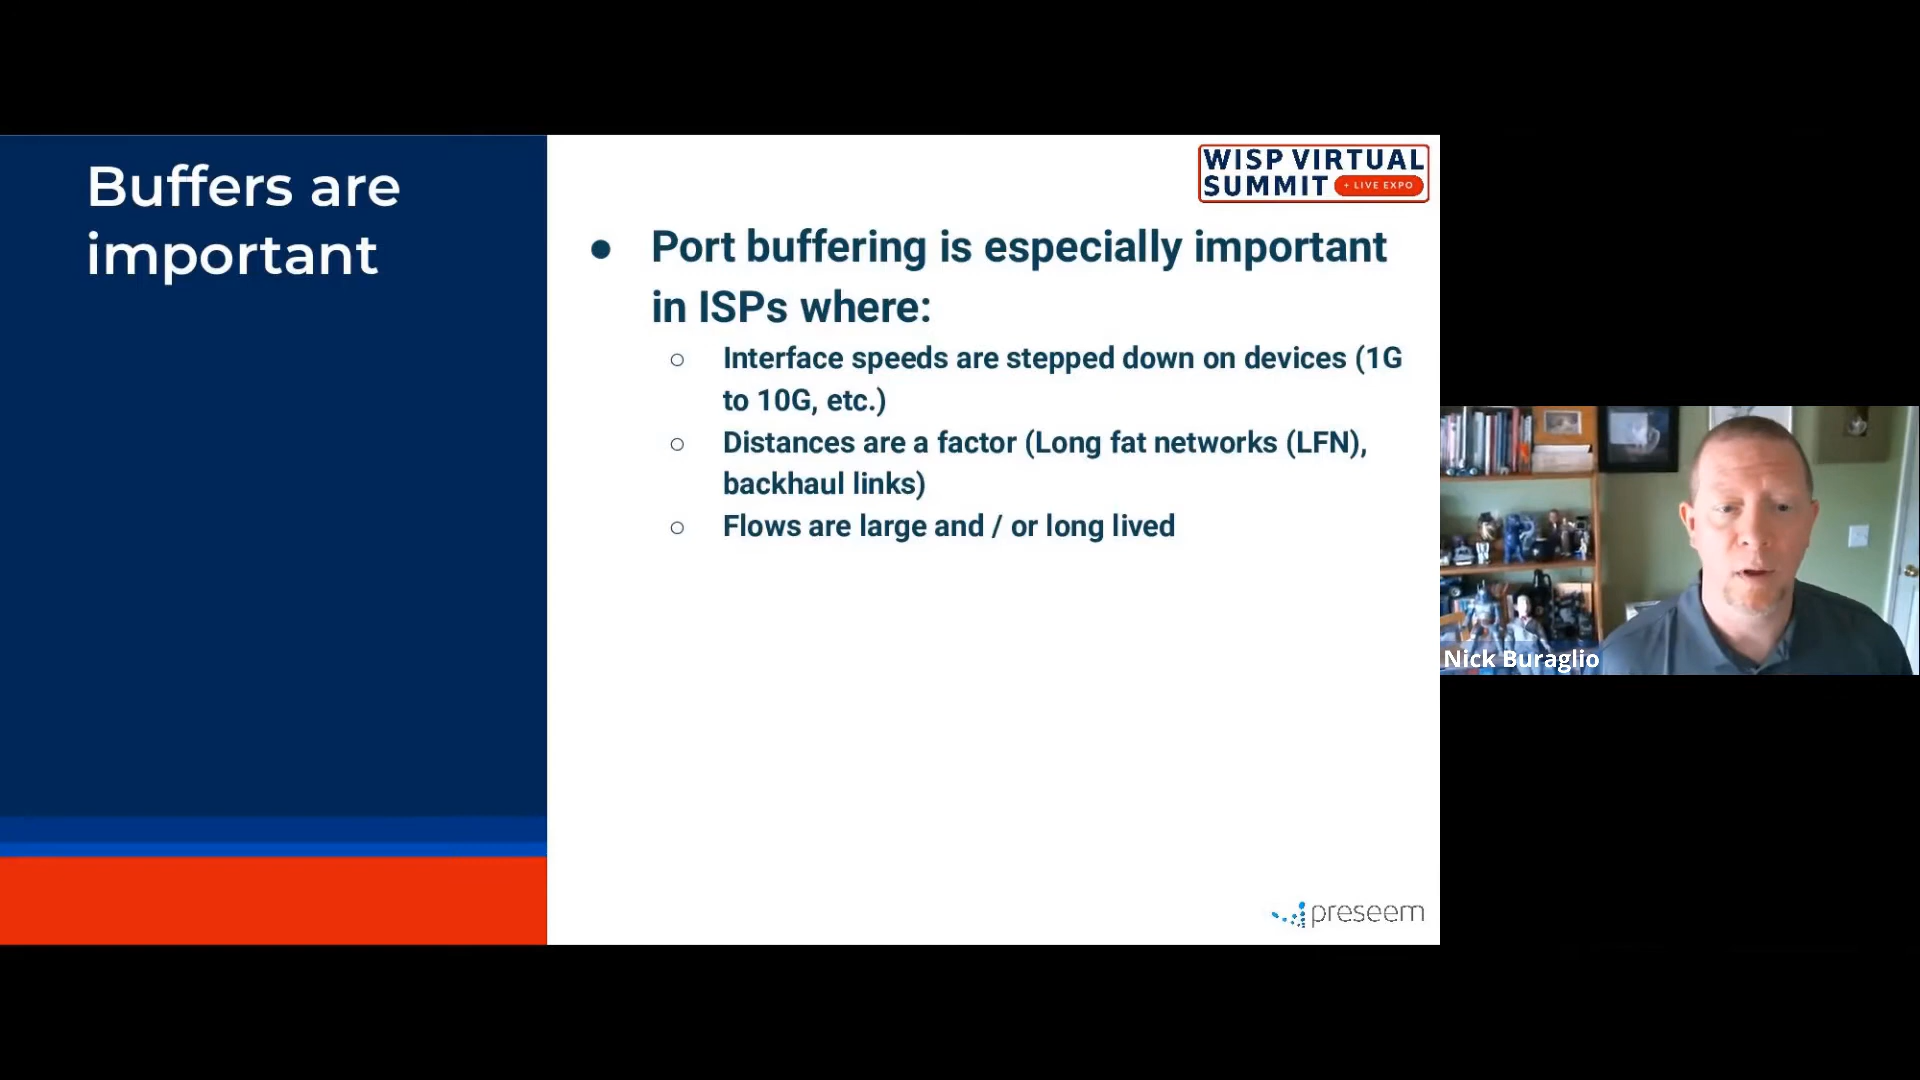 Buffers are
important
WISP VIRTUAL
SUMMIT + LIVE EXPO
● Port buffering is especially important
in ISPs where:
○ Interface speeds are stepped down on devices (1G
to 10G, etc.)
○ Distances are a factor (Long fat networks (LFN),
backhaul links)
○ Flows are large and / or long lived
Nick Buraglio
preseem